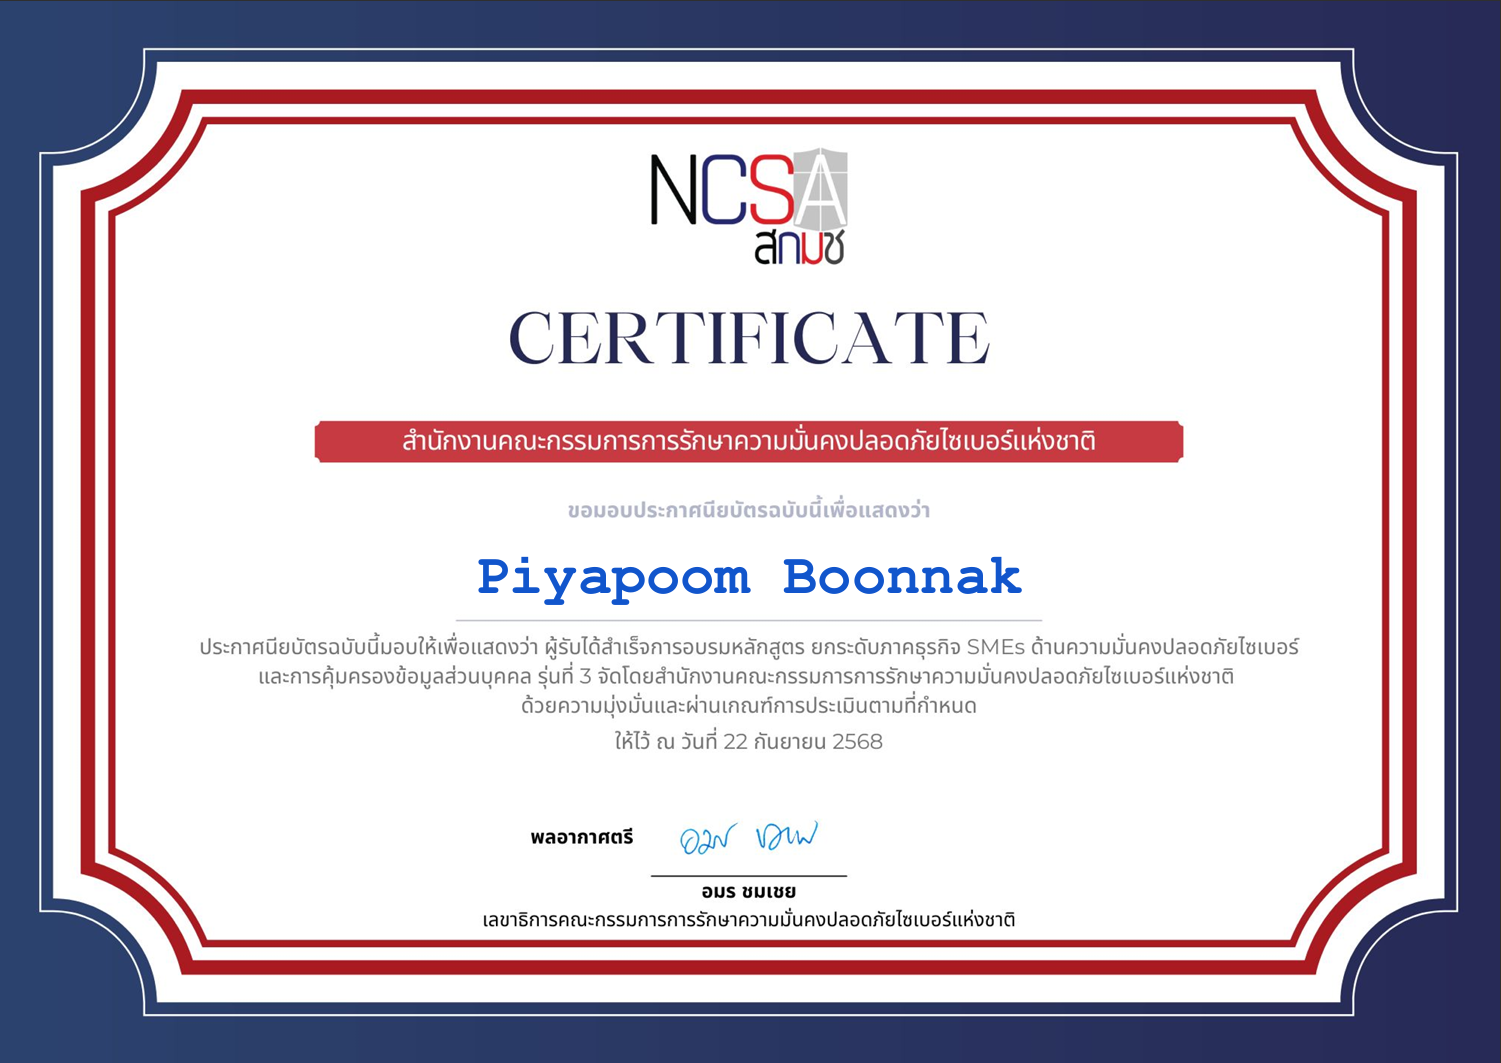 NCSA
สกมช
CERTIFICATE
สำนักงานคณะกรรมการการรักษาความมั่นคงปลอดภัยไซเบอร์แห่งชาติ
ขอมอบประกาศนียบัตรฉบับนี้เพื่อแสดงว่า
Piyapoom Boonnak
ประกาศนียบัตรฉบับนี้มอบให้เพื่อแสดงว่า ผู้รับได้สำเร็จการอบรมหลักสูตร ยกระดับภาคธุรกิจ SMEs ด้านความมั่นคงปลอดภัยไซเบอร์
และการคุ้มครองข้อมูลส่วนบุคคล รุ่นที่ 3 จัดโดยสำนักงานคณะกรรมการการรักษาความมั่นคงปลอดภัยไซเบอร์แห่งชาติ
ด้วยความมุ่งมั่นและผ่านเกณฑ์การประเมินตามที่กำหนด
ให้ไว้ ณ วันที่ 22 กันยายน 2568
พลอากาศตรี
อมร ชมเชย
เลขาธิการคณะกรรมการการรักษาความมั่นคงปลอดภัยไซเบอร์แห่งชาติ